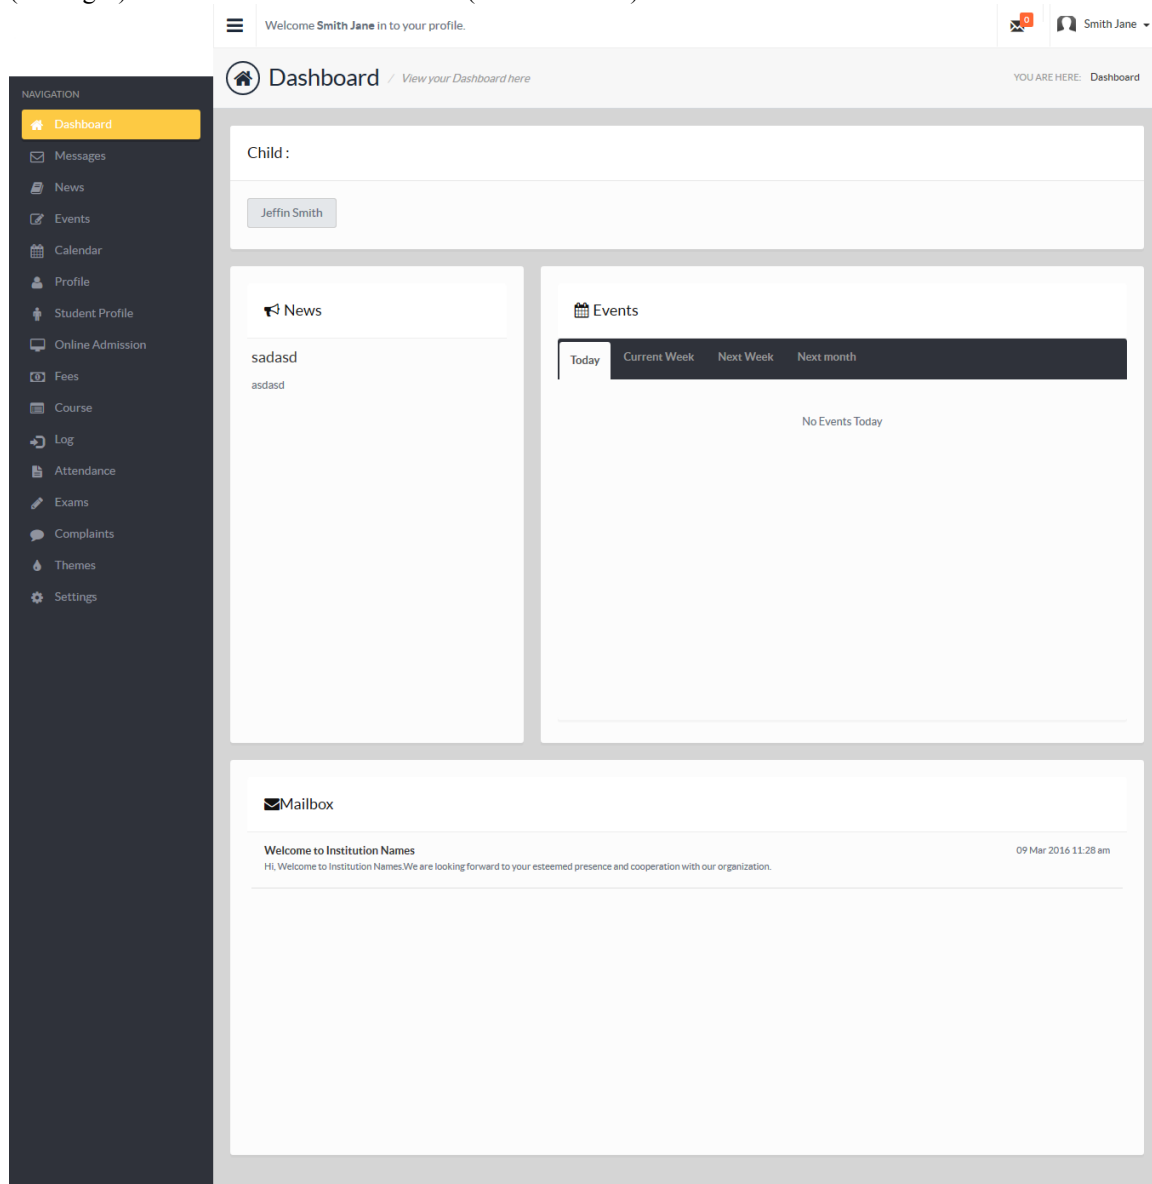 Welcome Smith Jane in to your profile.
0
Smith Jane
Dashboard / View your Dashboard here
YOU ARE HERE: Dashboard
NAVIGATION
Dashboard
Messages
News
Events
Calendar
Profile
Student Profile
Online Admission
Fees
Course
Log
Attendance
Exams
Complaints
Themes
Settings
Child :
Jeffin Smith
News
sadasd
asdasd
Events
Today Current Week Next Week Next month
No Events Today
Mailbox
Welcome to Institution Names
09 Mar 2016 11:28 am
Hi, Welcome to Institution Names.We are looking forward to your esteemed presence and cooperation with our organization.